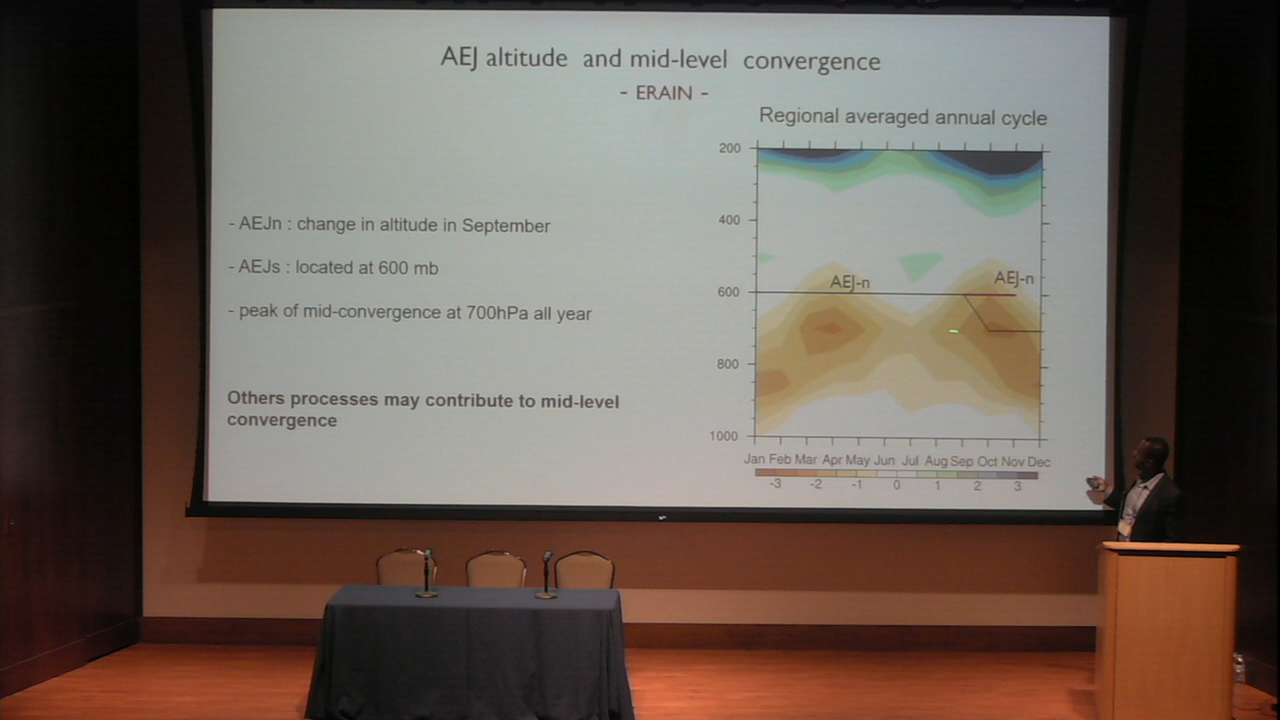 AEJ altitude and mid-level convergence
- ERAIN -
Regional averaged annual cycle
- AEJn : change in altitude in September
- AEJs : located at 600 mb
- peak of mid-convergence at 700hPa all year
Others processes may contribute to mid-level
convergence
200
400
600
800
1000
AEJ-n
AEJ-n
Jan Feb Mar Apr May Jun Jul Aug Sep Oct Nov Dec
-3 -2 -1 0 1 2 3